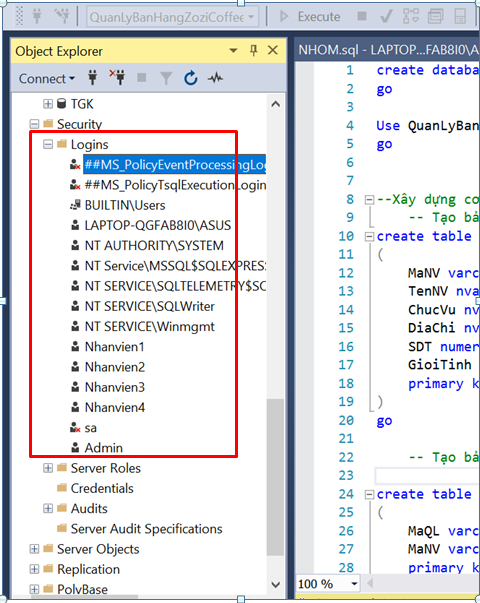 QuanLyBanHangZoziCoffee
Execute
Object Explorer
Connect
TGK
Security
Logins
##MS_PolicyEventProcessingLo
##MS_PolicyTsqlExecutionLogin
BUILTIN\Users
LAPTOP-QGFAB8I0\ASUS
NT AUTHORITY\SYSTEM
NT Service\MSSQL$SQLEXPRES
NT SERVICE\SQLTELEMETRY$SC
NT SERVICE\SQLWriter
NT SERVICE\Winmgmt
Nhanvien1
Nhanvien2
Nhanvien3
Nhanvien4
sa
Admin
Server Roles
Credentials
Audits
Server Audit Specifications
Server Objects
Replication
PolyBase
NHOM.sql - LAPTOP...FAB8I0\
1 create databa
2 go
3
4 Use QuanLyBan
5 go
6
7
8 --Xây dựng cơ
9 -- Tạo bả
10 create table
11 (
12 MaNV varc
13 TenNV nva
14 ChucVu nv
15 DiaChi nv
16 SDT numer
17 GioiTinh
18 primary k
19 )
20 go
21
22 -- Tạo bả
23
24 create table
25 (
26 MaQL varc
27 MaNV varc
28 primary k
100 %